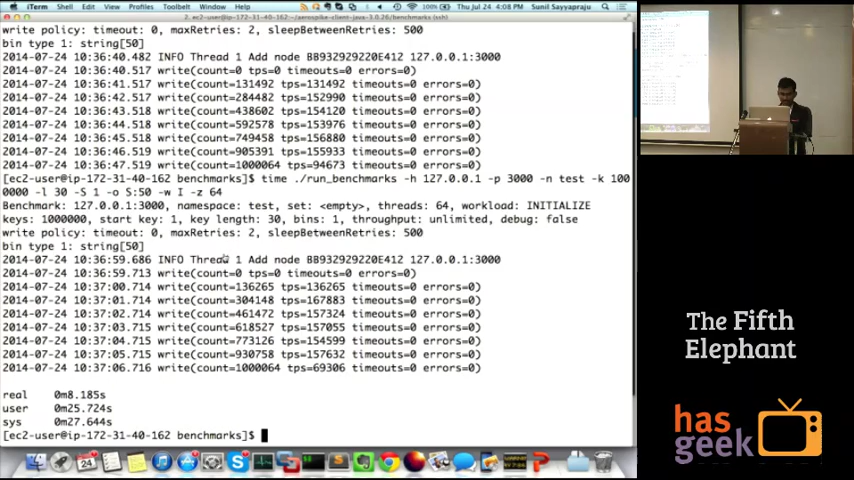 iTerm Shell Edit View Profiles Toolbelt Window Help
100% Thu Jul 24 4:08 PM Sunil Sayyapraju
2. ec2-user@ip-172-31-40-162:~/aerospike-client-java-3.0.26/benchmarks (ssh)
write policy: timeout: 0, maxRetries: 2, sleepBetweenRetries: 500
bin type 1: string[50]
2014-07-24 10:36:40.482 INFO Thread 1 Add node BB932929220E412 127.0.0.1:3000
2014-07-24 10:36:40.517 write(count=0 tps=0 timeouts=0 errors=0)
2014-07-24 10:36:41.517 write(count=131492 tps=131492 timeouts=0 errors=0)
2014-07-24 10:36:42.517 write(count=284482 tps=152990 timeouts=0 errors=0)
2014-07-24 10:36:43.518 write(count=438602 tps=154120 timeouts=0 errors=0)
2014-07-24 10:36:44.518 write(count=592578 tps=153976 timeouts=0 errors=0)
2014-07-24 10:36:45.518 write(count=749458 tps=156880 timeouts=0 errors=0)
2014-07-24 10:36:46.519 write(count=905391 tps=155933 timeouts=0 errors=0)
2014-07-24 10:36:47.519 write(count=1000064 tps=94673 timeouts=0 errors=0)
[ec2-user@ip-172-31-40-162 benchmarks]$ time ./run_benchmarks -h 127.0.0.1 -p 3000 -n test -k 100
0000 -l 30 -S 1 -o S:50 -w I -z 64
Benchmark: 127.0.0.1:3000, namespace: test, set: <empty>, threads: 64, workload: INITIALIZE
keys: 1000000, start key: 1, key length: 30, bins: 1, throughput: unlimited, debug: false
write policy: timeout: 0, maxRetries: 2, sleepBetweenRetries: 500
bin type 1: string[50]
2014-07-24 10:36:59.686 INFO Thread 1 Add node BB932929220E412 127.0.0.1:3000
2014-07-24 10:36:59.713 write(count=0 tps=0 timeouts=0 errors=0)
2014-07-24 10:37:00.714 write(count=136265 tps=136265 timeouts=0 errors=0)
2014-07-24 10:37:01.714 write(count=304148 tps=167883 timeouts=0 errors=0)
2014-07-24 10:37:02.714 write(count=461472 tps=157324 timeouts=0 errors=0)
2014-07-24 10:37:03.715 write(count=618527 tps=157055 timeouts=0 errors=0)
2014-07-24 10:37:04.715 write(count=773126 tps=154599 timeouts=0 errors=0)
2014-07-24 10:37:05.715 write(count=930758 tps=157632 timeouts=0 errors=0)
2014-07-24 10:37:06.716 write(count=1000064 tps=69306 timeouts=0 errors=0)
real 0m8.185s
user 0m25.724s
sys 0m27.644s
[ec2-user@ip-172-31-40-162 benchmarks]$
The Fifth
Elephant
has
geek